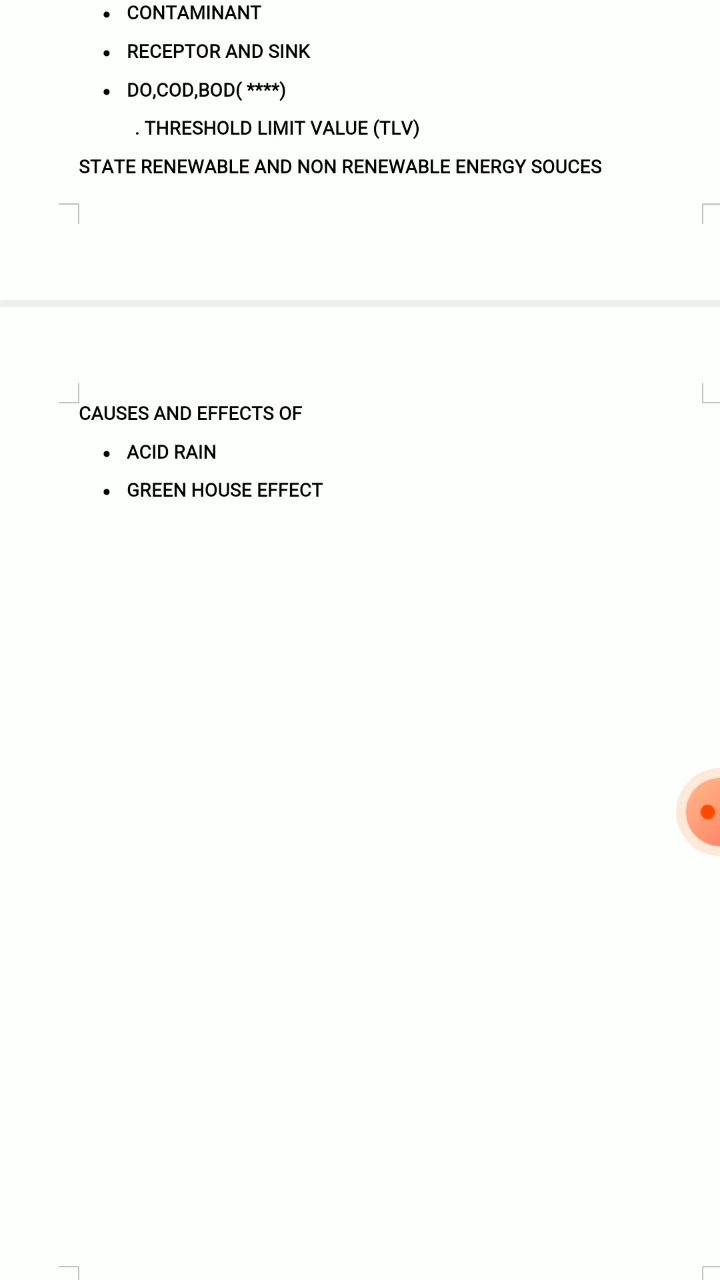 • CONTAMINANT
• RECEPTOR AND SINK
• DO,COD,BOD( ****)
. THRESHOLD LIMIT VALUE (TLV)
STATE RENEWABLE AND NON RENEWABLE ENERGY SOUCES
CAUSES AND EFFECTS OF
• ACID RAIN
• GREEN HOUSE EFFECT